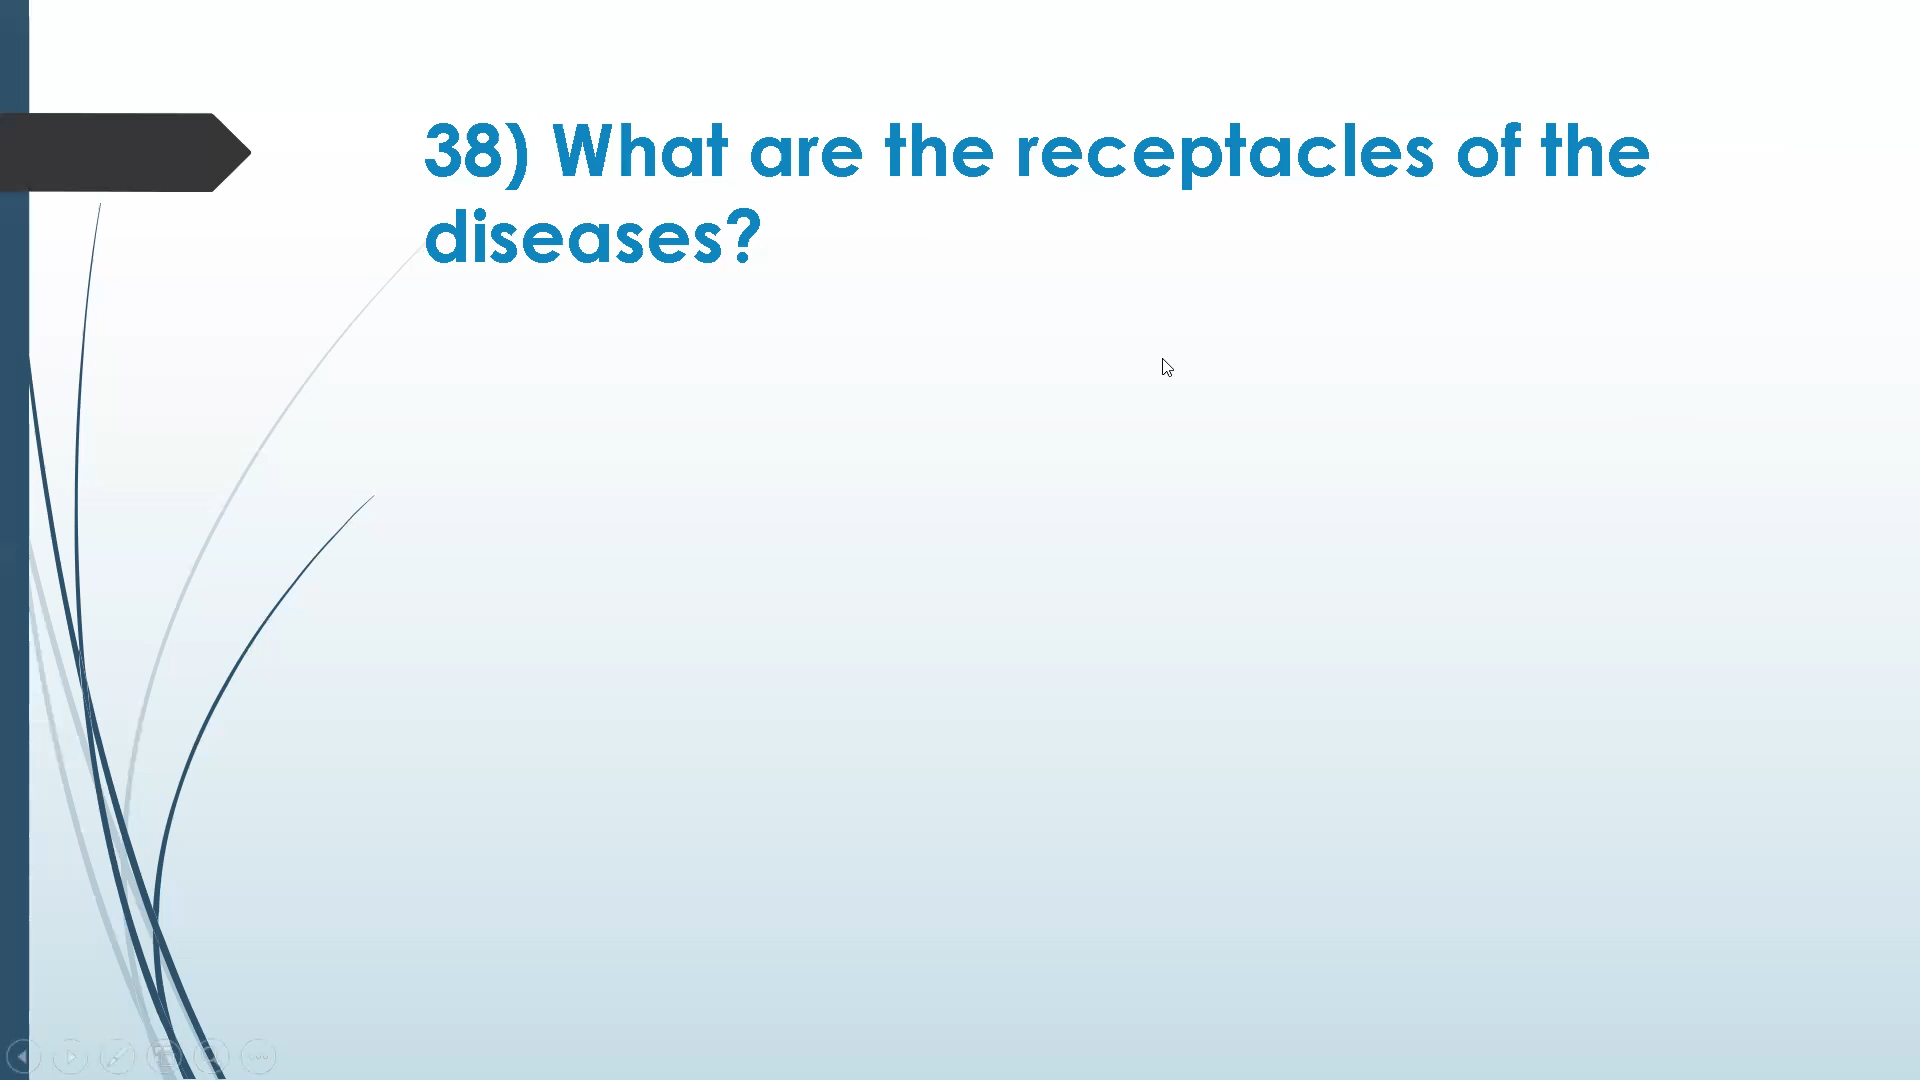 38) What are the receptacles of the
diseases?